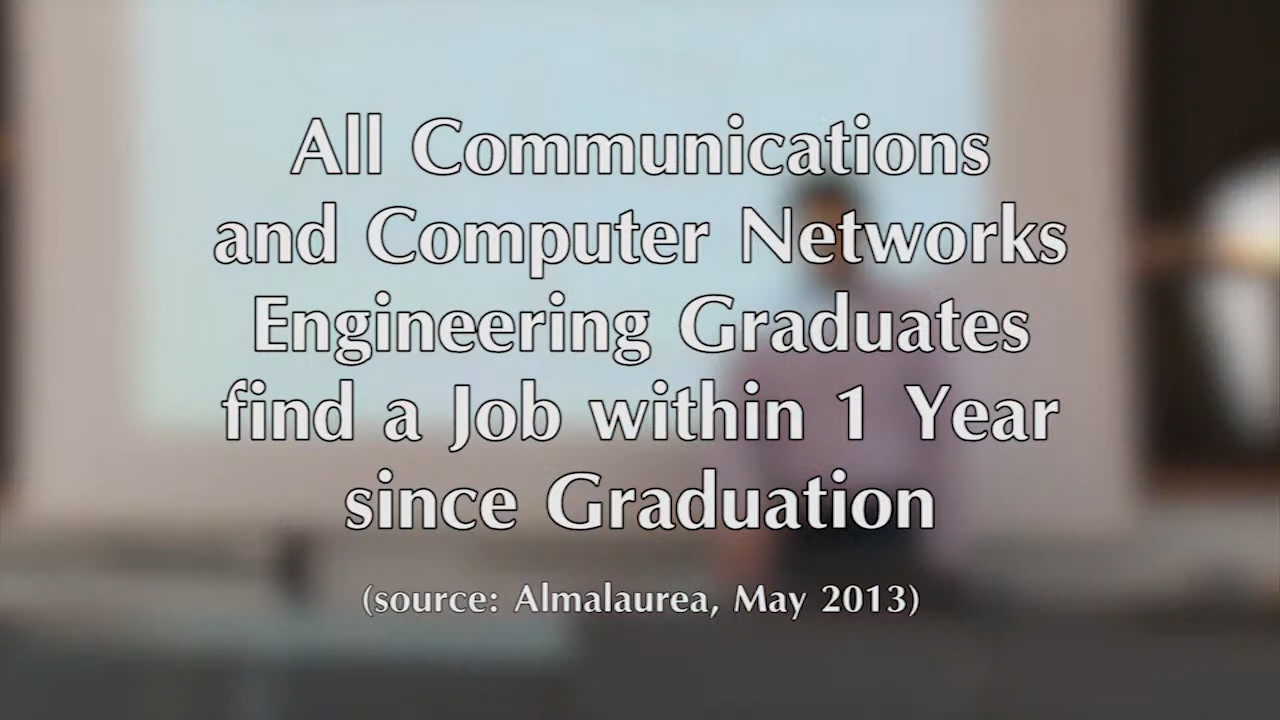 All Communications
and Computer Networks
Engineering Graduates
find a Job within 1 Year
since Graduation
(source: Almalaurea, May 2013)